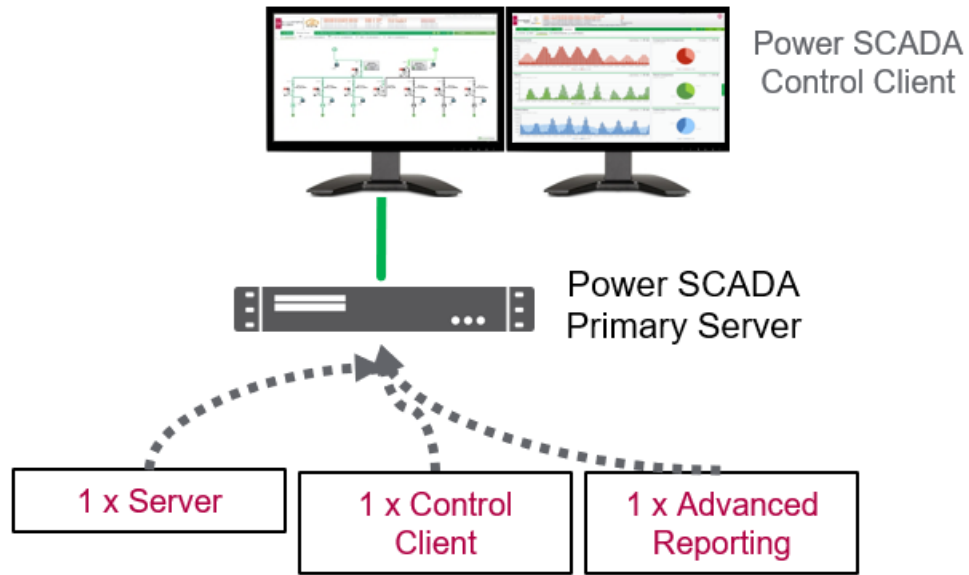 Power SCADA
Control Client
Power SCADA
Primary Server
1 x Server
1 x Control
Client
1 x Advanced
Reporting